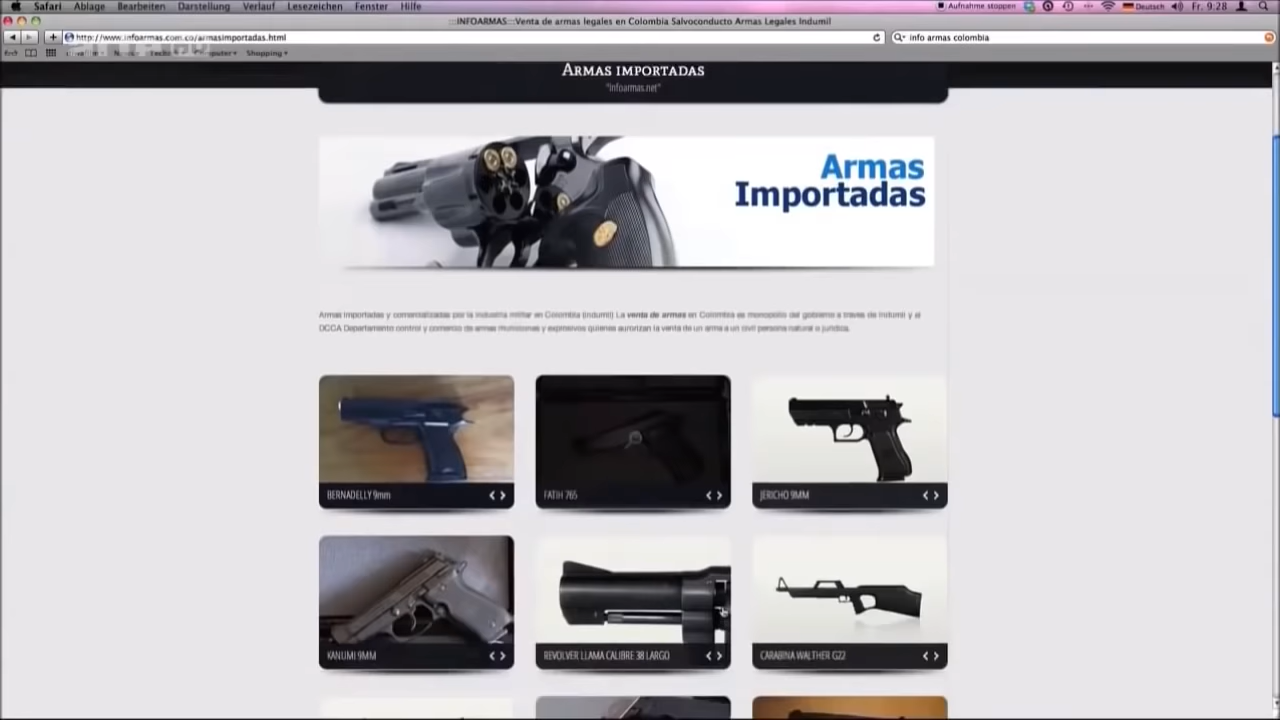 Safari Ablage Bearbeiten Darstellung Verlauf Lesezeichen Fenster Hilfe Aufnahme stoppen Deutsch Fr. 9:28
:::INFOARMAS:::Venta de armas legales en Colombia Salvoconducto Armas Legales Indumil
http://www.infoarmas.com.co/armasimportadas.html info armas colombia
Shopping
ARMAS IMPORTADAS
"Infoarmas.net"
Armas
Importadas
Armas Importadas y comercializadas por la industria militar en Colombia (Indumil) La venta de armas en Colombia es monopolio del gobierno a traves de Indumil y el
DCCA Departamento control y comercio de armas municiones y explosivos quienes autorizan la venta de un arma a un civil persona natural o juridica.
BERNADELLY 9mm FATIH 765 JERICHO 9MM
KANUMI 9MM REVOLVER LLAMA CALIBRE 38 LARGO CARABINA WALTHER G22